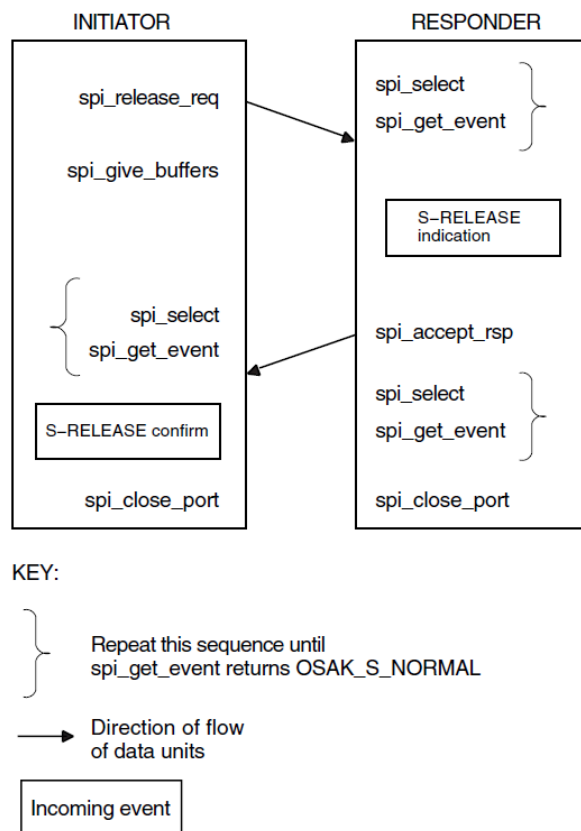 INITIATOR
spi_release_req
spi_give_buffers
spi_select
spi_get_event
S−RELEASE confirm
spi_close_port
RESPONDER
spi_select
spi_get_event
S−RELEASE
indication
spi_accept_rsp
spi_select
spi_get_event
spi_close_port
KEY:
Repeat this sequence until
spi_get_event returns OSAK_S_NORMAL
Direction of flow
of data units
Incoming event